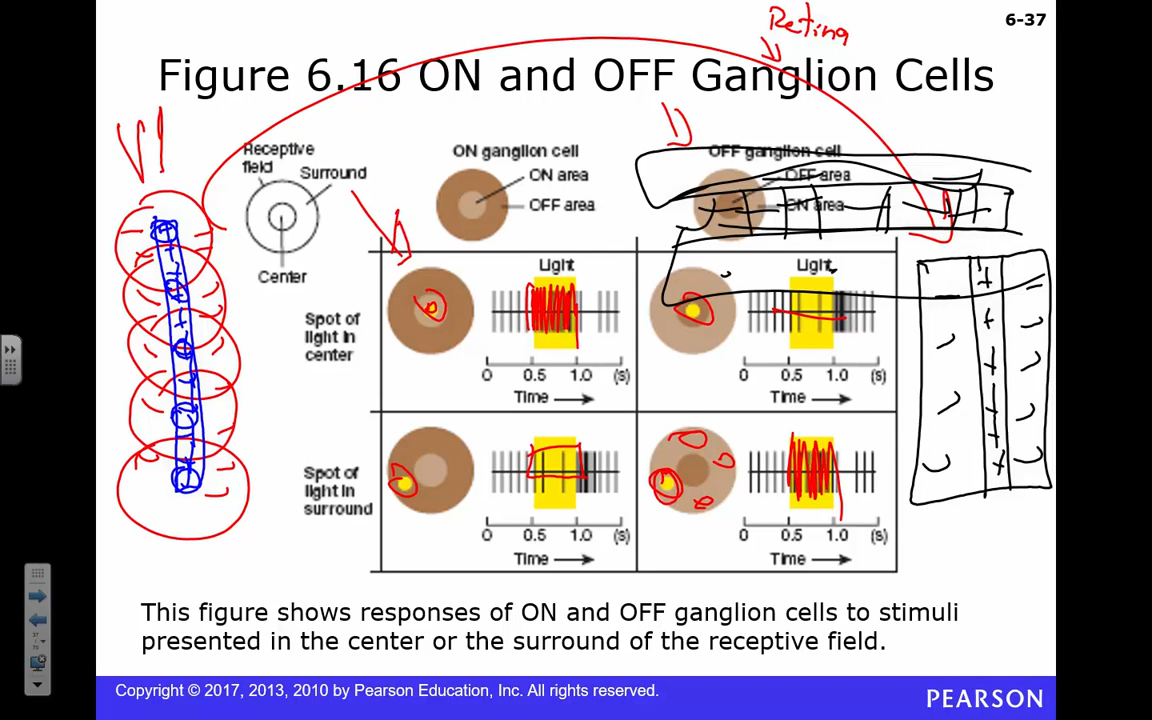 6-37
Retina
Figure 6.16 ON and OFF Ganglion Cells
V1
Receptive
field
Surround
Center
ON ganglion cell
ON area
OFF area
OFF ganglion cell
OFF area
ON area
Spot of
light in
center
Light
0 0.5 1.0 (s)
Time
Light
0 0.5 1.0 (s)
Time
Spot of
light in
surround
0 0.5 1.0 (s)
Time
0 0.5 1.0 (s)
Time
This figure shows responses of ON and OFF ganglion cells to stimuli
presented in the center or the surround of the receptive field.
Copyright © 2017, 2013, 2010 by Pearson Education, Inc. All rights reserved.
PEARSON